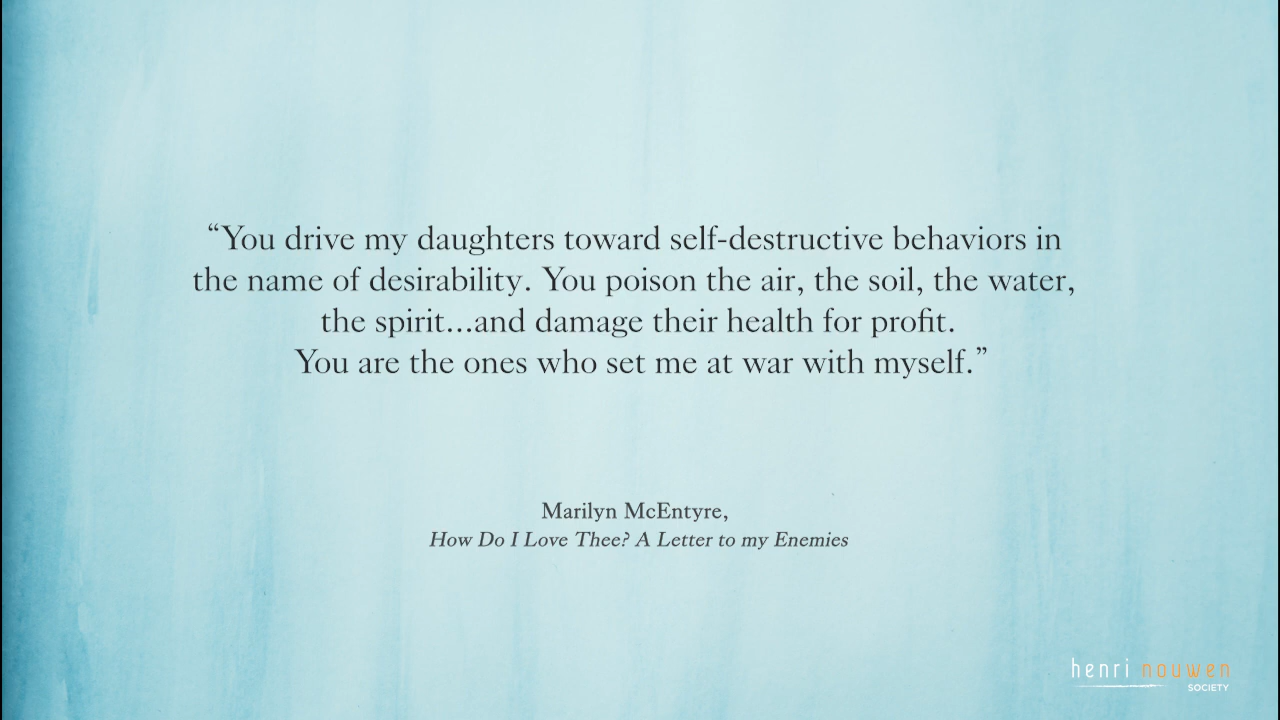 “You drive my daughters toward self-destructive behaviors in
the name of desirability. You poison the air, the soil, the water,
the spirit...and damage their health for profit.
You are the ones who set me at war with myself.”
Marilyn McEntyre,
How Do I Love Thee? A Letter to my Enemies
henri nouwen
SOCIETY